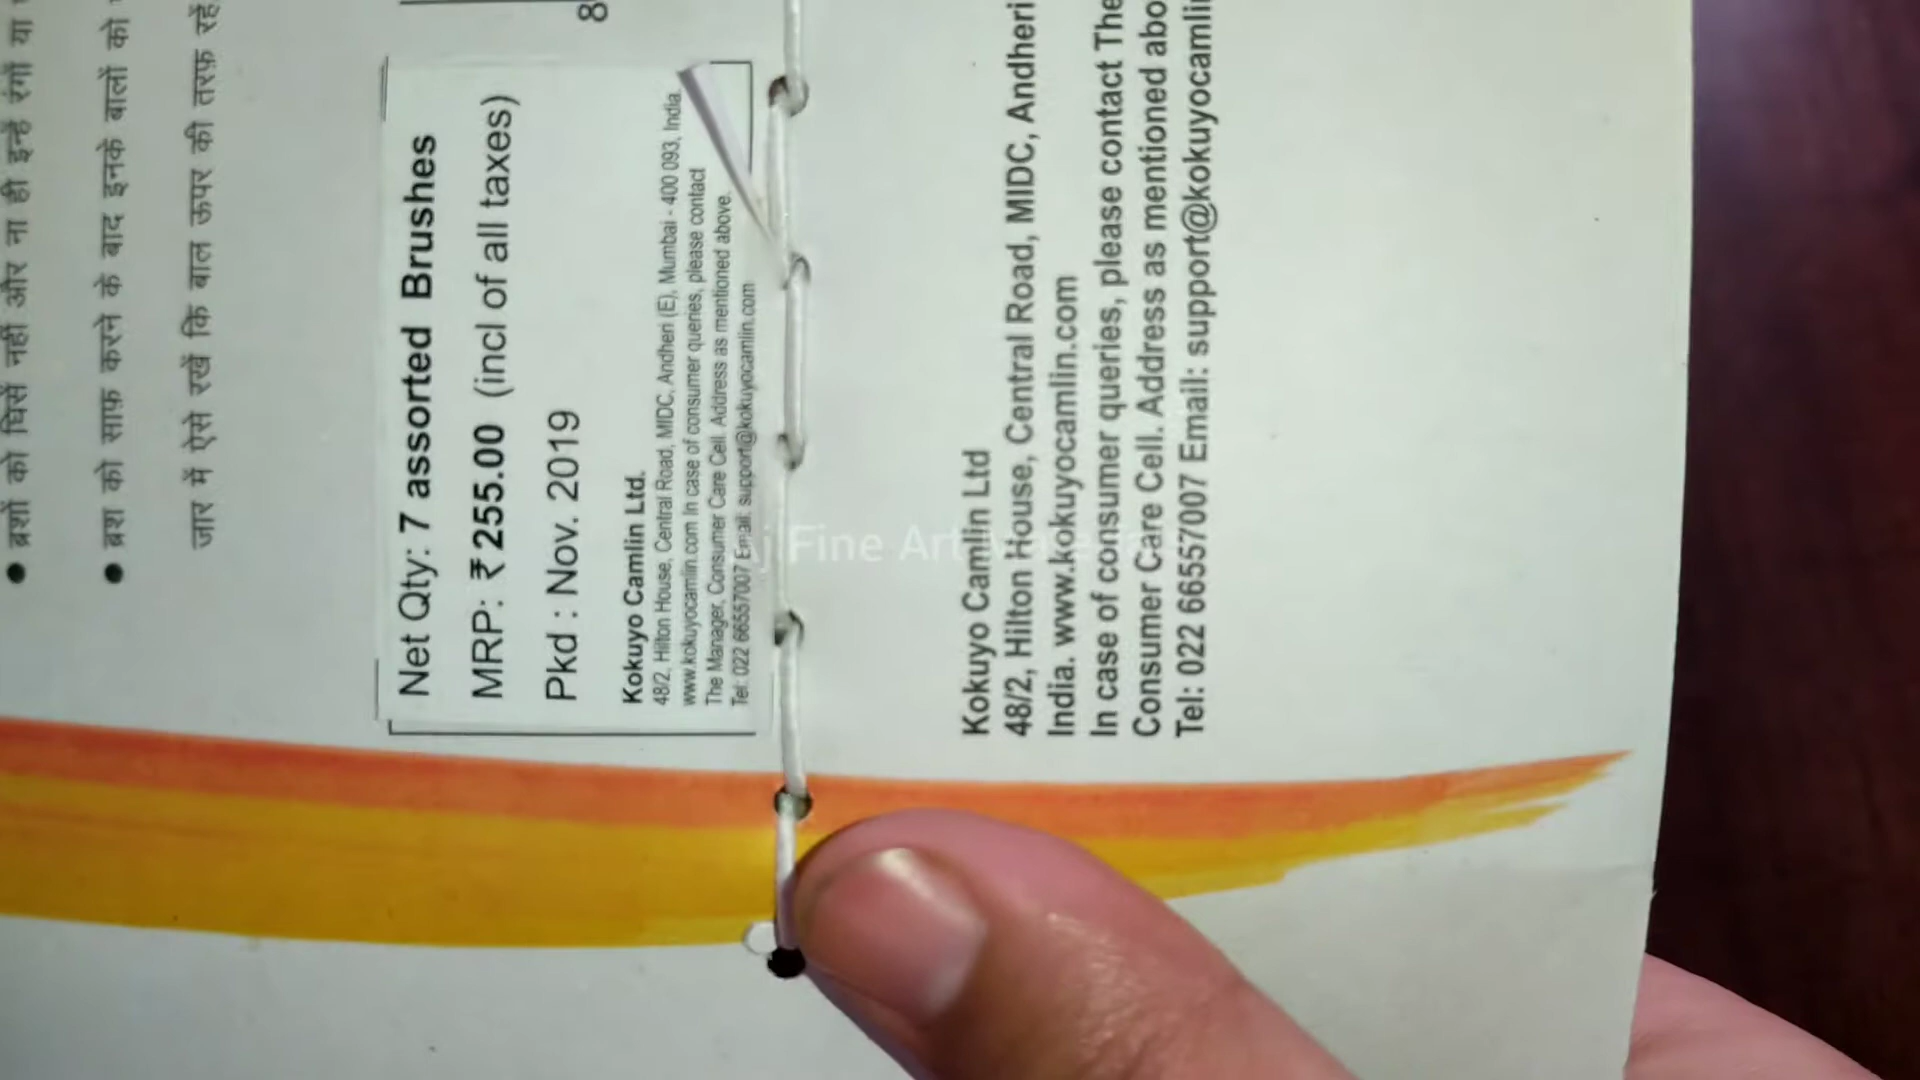 ब्रशों को घिसें नहीं और ना ही इन्हें रंगों या
ब्रश को साफ़ करने के बाद इनके बालों को
जार में ऐसे रखें कि बाल ऊपर की तरफ़ रहें
Net Qty: 7 assorted Brushes
MRP: ₹ 255.00 (incl of all taxes)
Pkd : Nov. 2019
Kokuyo Camlin Ltd.
48/2, Hilton House, Central Road, MIDC, Andheri (E), Mumbai - 400 093, India.
www.kokuyocamlin.com In case of consumer queries, please contact
The Manager, Consumer Care Cell. Address as mentioned above.
Tel: 022 66557007 Email: support@kokuyocamlin.com
8
Kokuyo Camlin Ltd
48/2, Hilton House, Central Road, MIDC, Andheri
India. www.kokuyocamlin.com
In case of consumer queries, please contact The
Consumer Care Cell. Address as mentioned abo
Tel: 022 66557007 Email: support@kokuyocamli
Fine Art